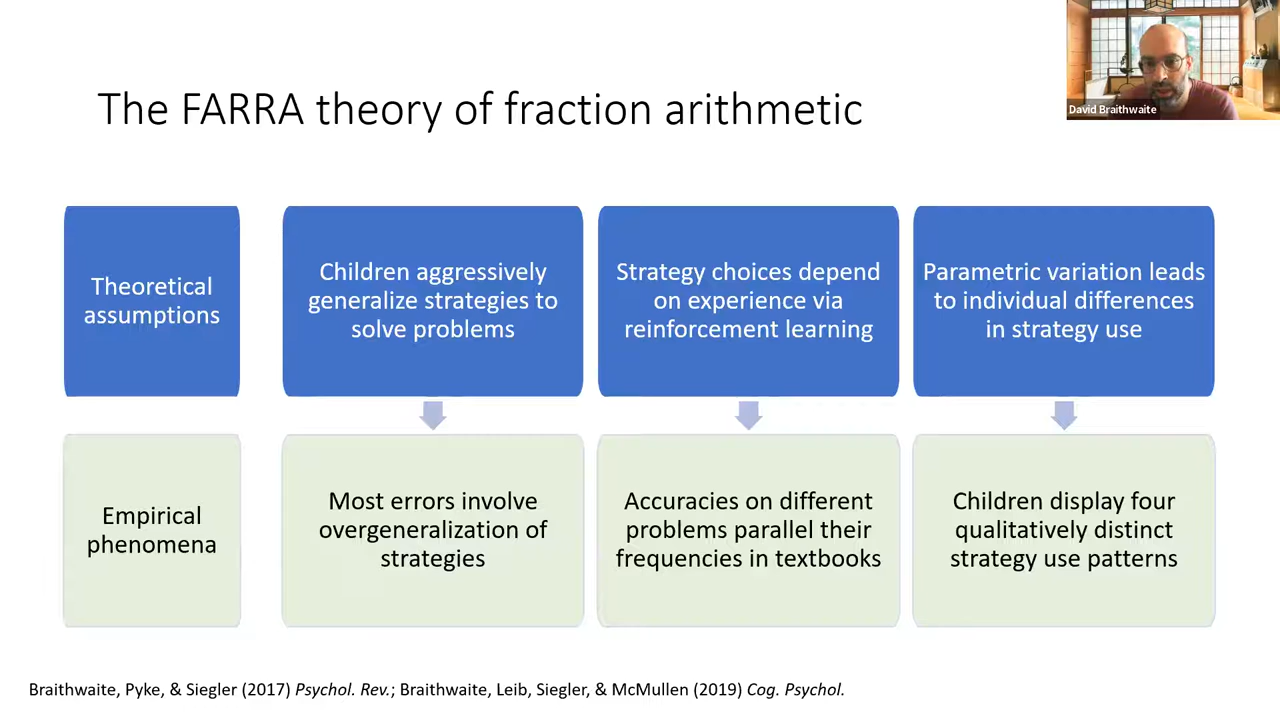 David Braithwaite
The FARRA theory of fraction arithmetic
Theoretical
assumptions
Children aggressively
generalize strategies to
solve problems
Strategy choices depend
on experience via
reinforcement learning
Parametric variation leads
to individual differences
in strategy use
Empirical
phenomena
Most errors involve
overgeneralization of
strategies
Accuracies on different
problems parallel their
frequencies in textbooks
Children display four
qualitatively distinct
strategy use patterns
Braithwaite, Pyke, & Siegler (2017) Psychol. Rev.; Braithwaite, Leib, Siegler, & McMullen (2019) Cog. Psychol.